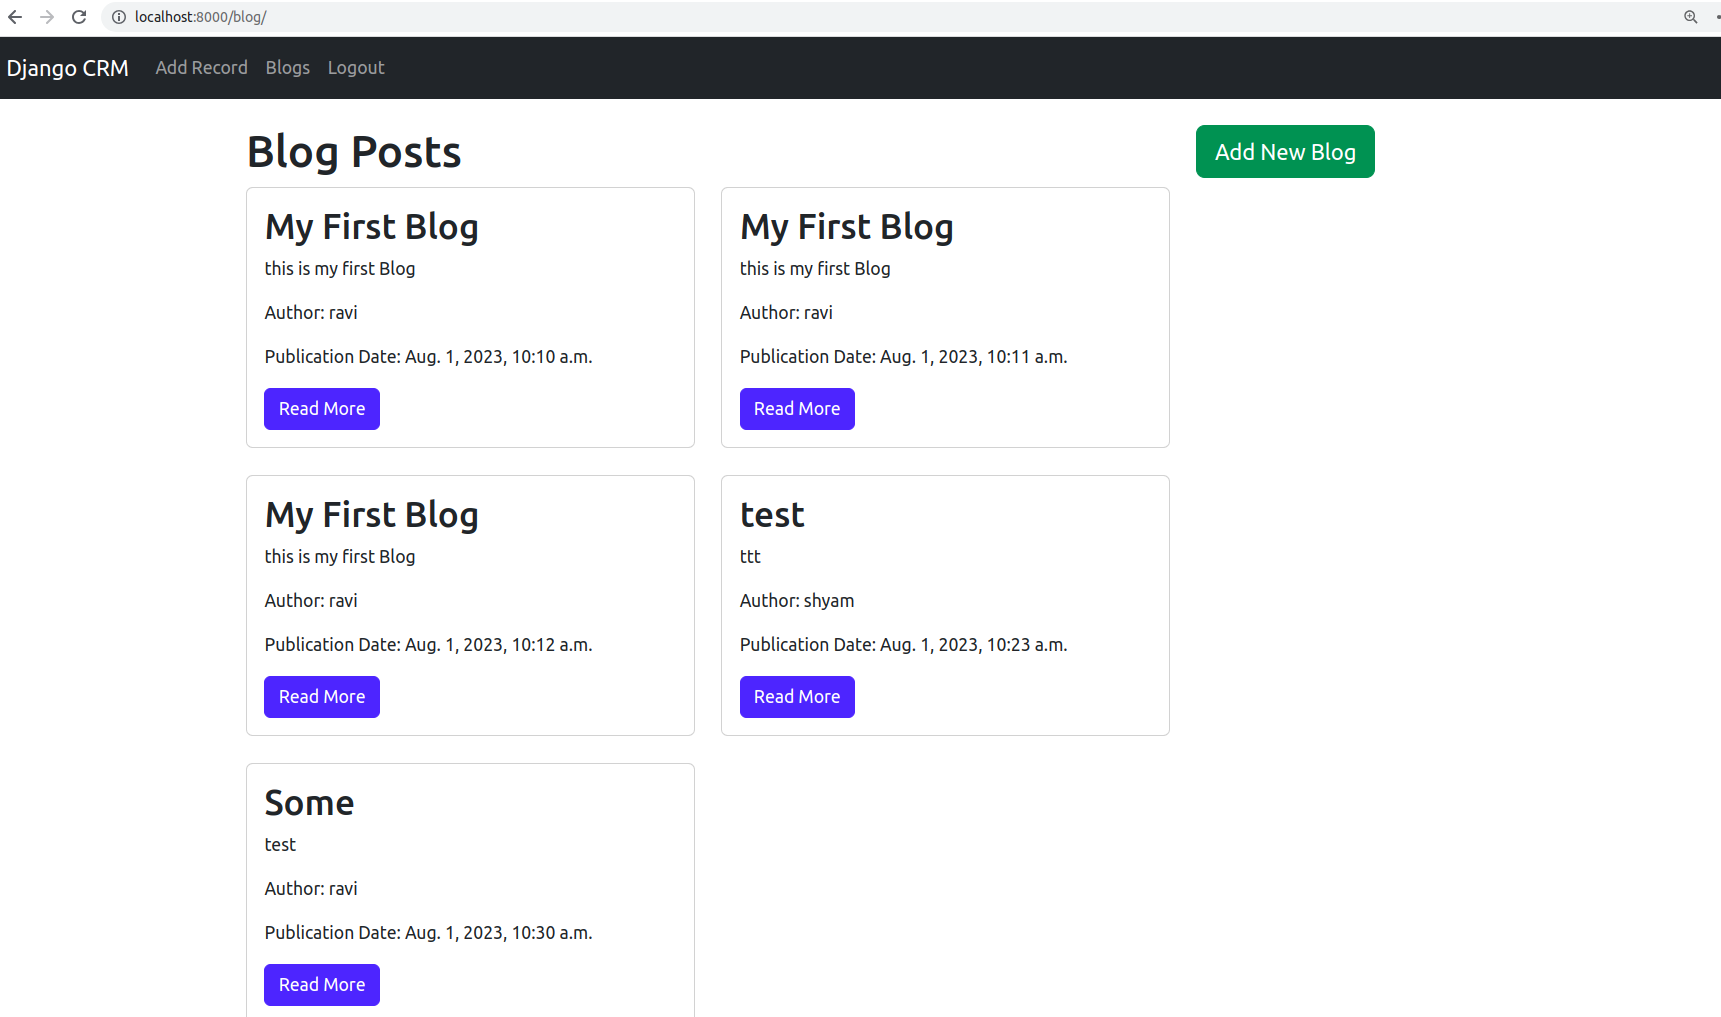 localhost:8000/blog/
Django CRM Add Record Blogs Logout
Blog Posts
Add New Blog
My First Blog
this is my first Blog
Author: ravi
Publication Date: Aug. 1, 2023, 10:10 a.m.
Read More
My First Blog
this is my first Blog
Author: ravi
Publication Date: Aug. 1, 2023, 10:11 a.m.
Read More
My First Blog
this is my first Blog
Author: ravi
Publication Date: Aug. 1, 2023, 10:12 a.m.
Read More
test
ttt
Author: shyam
Publication Date: Aug. 1, 2023, 10:23 a.m.
Read More
Some
test
Author: ravi
Publication Date: Aug. 1, 2023, 10:30 a.m.
Read More